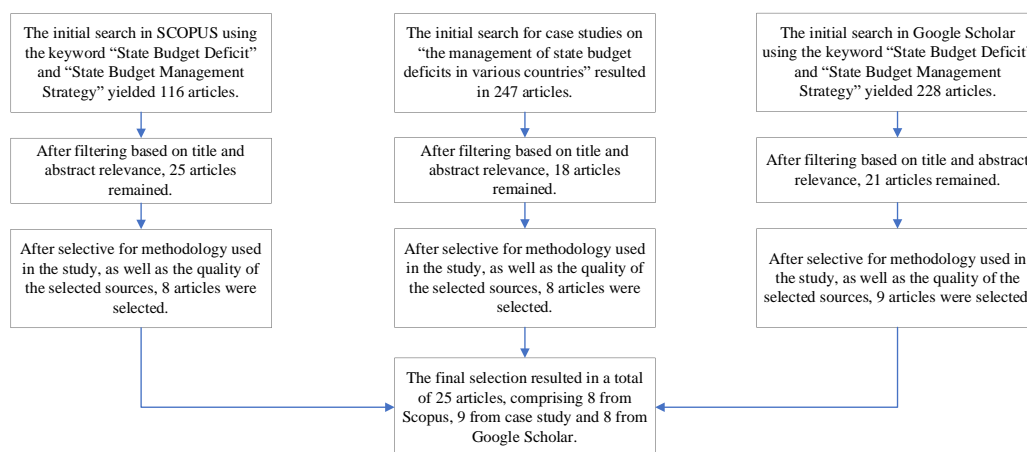 The initial search in SCOPUS using
the keyword “State Budget Deficit”
and “State Budget Management
Strategy” yielded 116 articles.
The initial search for case studies on
“the management of state budget
deficits in various countries” resulted
in 247 articles.
The initial search in Google Scholar
using the keyword “State Budget Deficit”
and “State Budget Management
Strategy” yielded 228 articles.
After filtering based on title and
abstract relevance, 25 articles
remained.
After filtering based on title and
abstract relevance, 18 articles
remained.
After filtering based on title and abstract
relevance, 21 articles remained.
After selective for methodology used
in the study, as well as the quality of
the selected sources, 8 articles were
selected.
After selective for methodology used
in the study, as well as the quality of
the selected sources, 8 articles were
selected.
After selective for methodology used in
the study, as well as the quality of the
selected sources, 9 articles were selected
The final selection resulted in a total
of 25 articles, comprising 8 from
Scopus, 9 from case study and 8 from
Google Scholar.